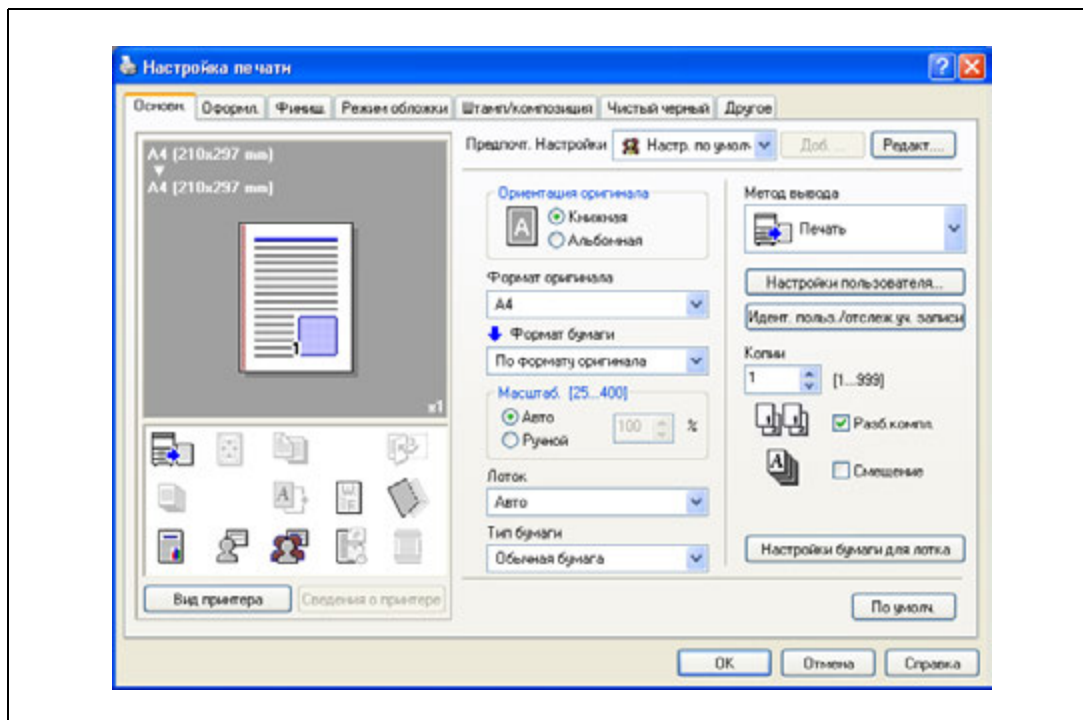 Настройка печати
Основн. Оформл. Финиш. Режим обложки Штамп/композиция Чистый черный Другое
A4 (210x297 mm)
A4 (210x297 mm)
x1
Вид принтера Сведения о принтере
Предпочт. Настройки Настр. по умолч Доб. ... Редакт....
Ориентация оригинала
Книжная
Альбомная
Формат оригинала
A4
Формат бумаги
По формату оригинала
Масштаб. [25...400]
Авто
Ручной
100 %
Лоток
Авто
Тип бумаги
Обычная бумага
Метод вывода
Печать
Настройки пользователя...
Идент. польз./отслеж.уч. записи
Копии
1 [1...999]
Разб.компл.
Смещение
Настройки бумаги для лотка
По умолч.
OK Отмена Справка